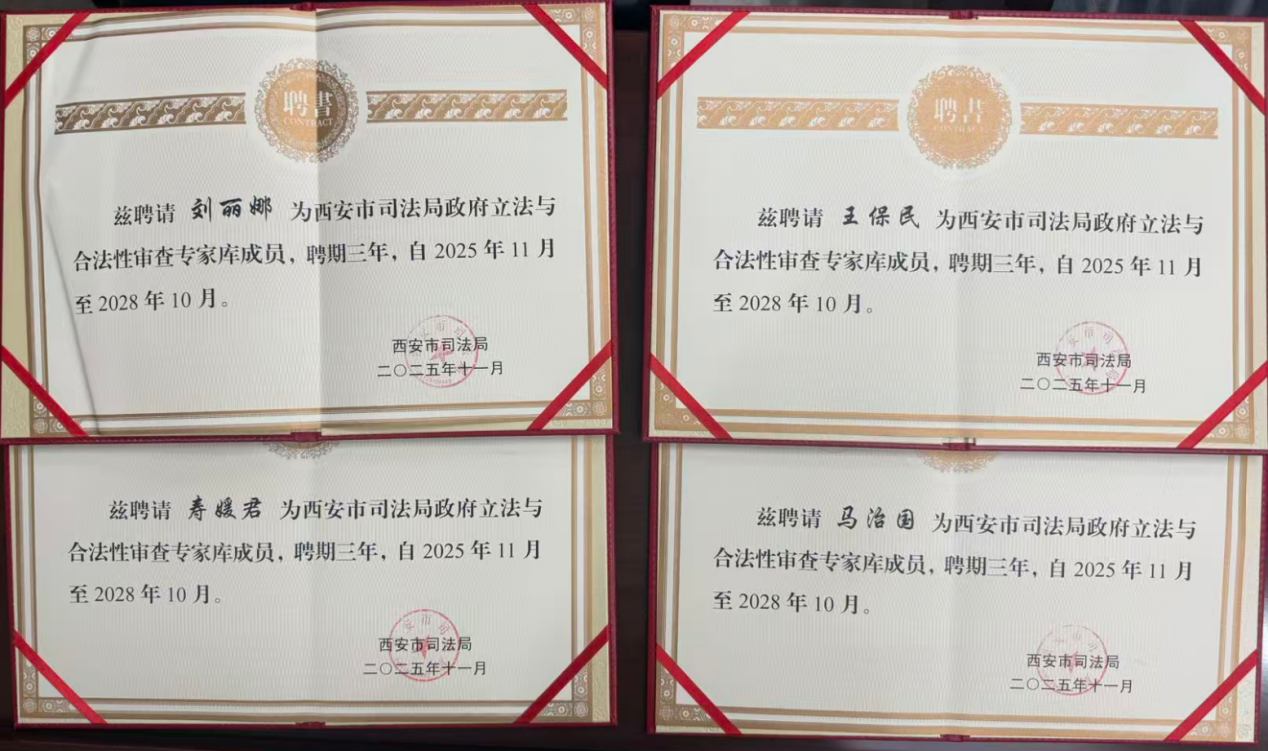 聘書
CONTRACT
兹聘请 刘丽娜 为西安市司法局政府立法与
合法性审查专家库成员，聘期三年，自 2025 年 11 月
至 2028 年 10 月。
西安市司法局
二〇二五年十一月
聘書
CONTRACT
兹聘请 王保民 为西安市司法局政府立法与
合法性审查专家库成员，聘期三年，自 2025 年 11 月
至 2028 年 10 月。
西安市司法局
二〇二五年十一月
兹聘请 寿媛君 为西安市司法局政府立法与
合法性审查专家库成员，聘期三年，自 2025 年 11 月
至 2028 年 10 月。
西安市司法局
二〇二五年十一月
兹聘请 马治国 为西安市司法局政府立法与
合法性审查专家库成员，聘期三年，自 2025 年 11 月
至 2028 年 10 月。
西安市司法局
二〇二五年十一月